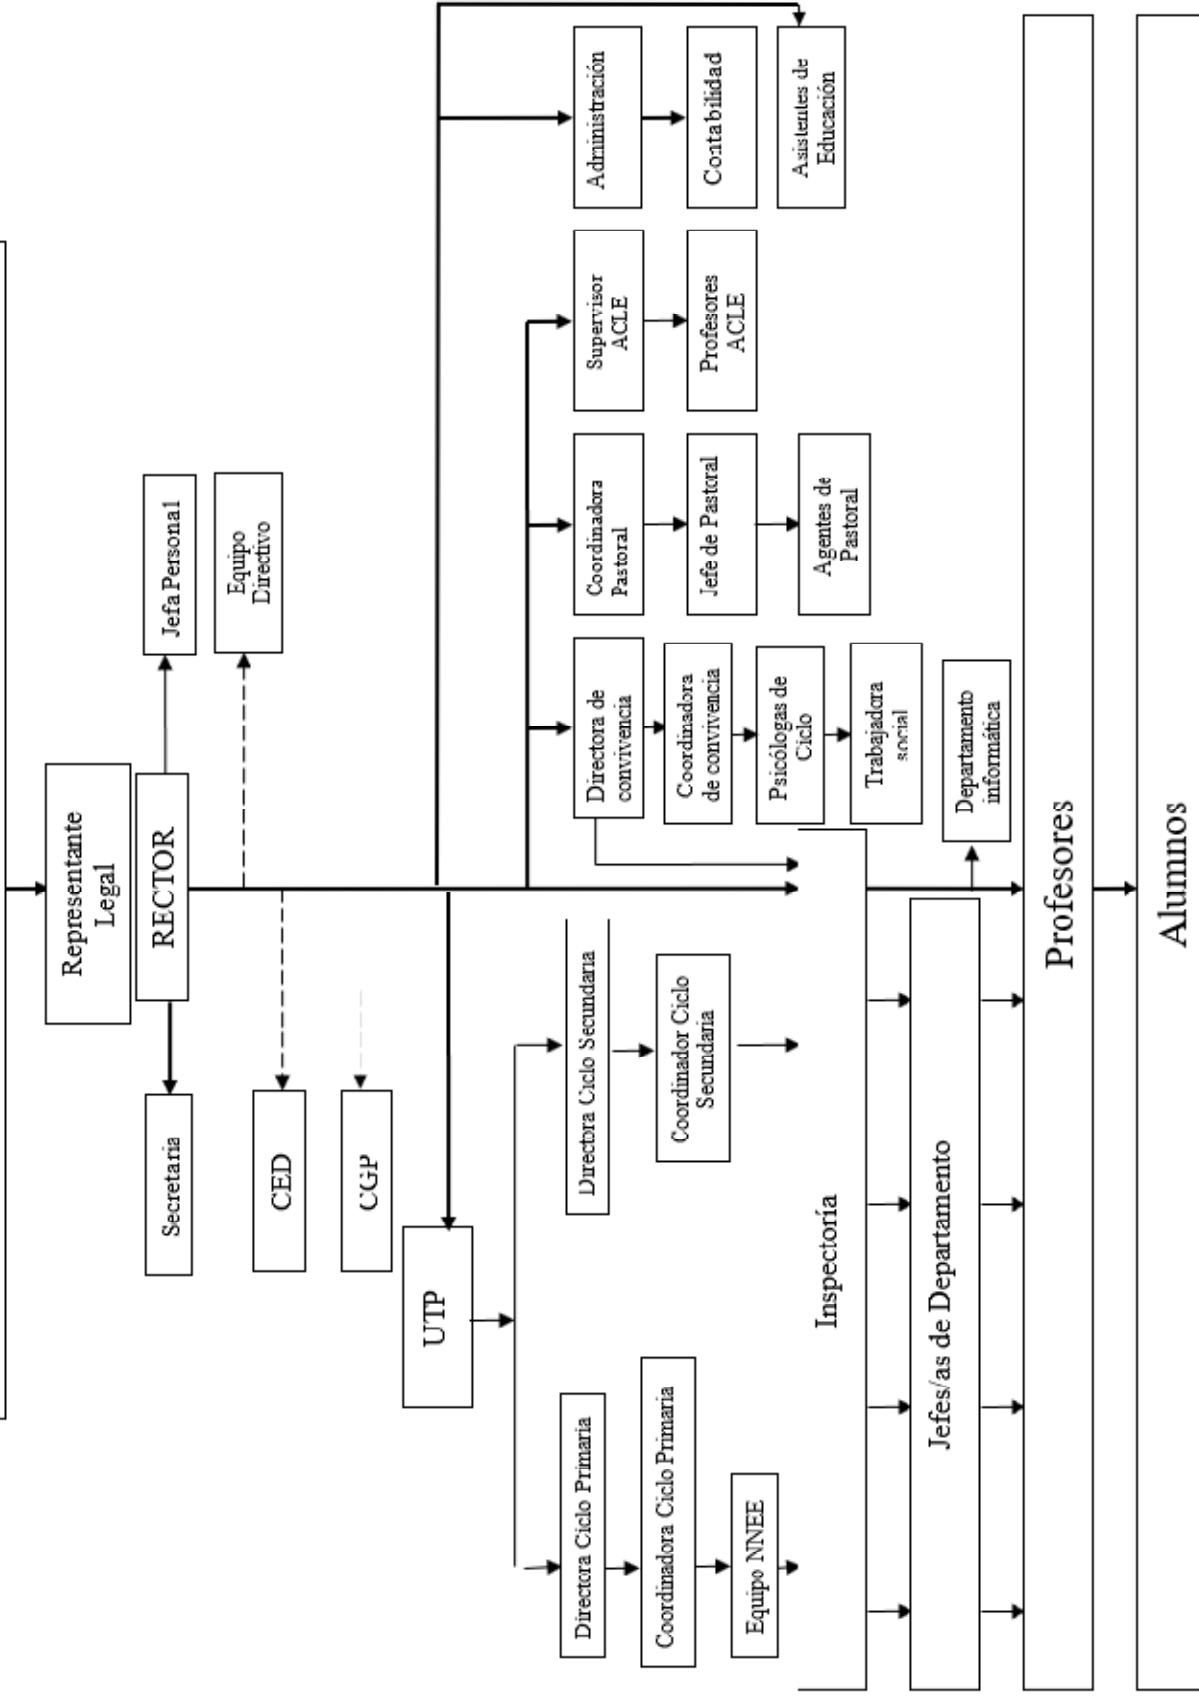 Representante
Legal
RECTOR
Secretaria
Jefa Personal
Equipo
Directivo
CED
CGP
UTP
Directora Ciclo Primaria
Coordinadora Ciclo Primaria
Equipo NNEE
Directora Ciclo Secundaria
Coordinador Ciclo
Secundaria
Directora de
convivencia
Coordinadora
de convivencia
Psicólogas de
Ciclo
Trabajadora
social
Coordinadora
Pastoral
Jefe de Pastoral
Agentes de
Pastoral
Supervisor
ACLE
Profesores
ACLE
Administración
Contabilidad
Asistentes de
Educación
Inspectoría
Departamento
informática
Jefes/as de Departamento
Profesores
Alumnos